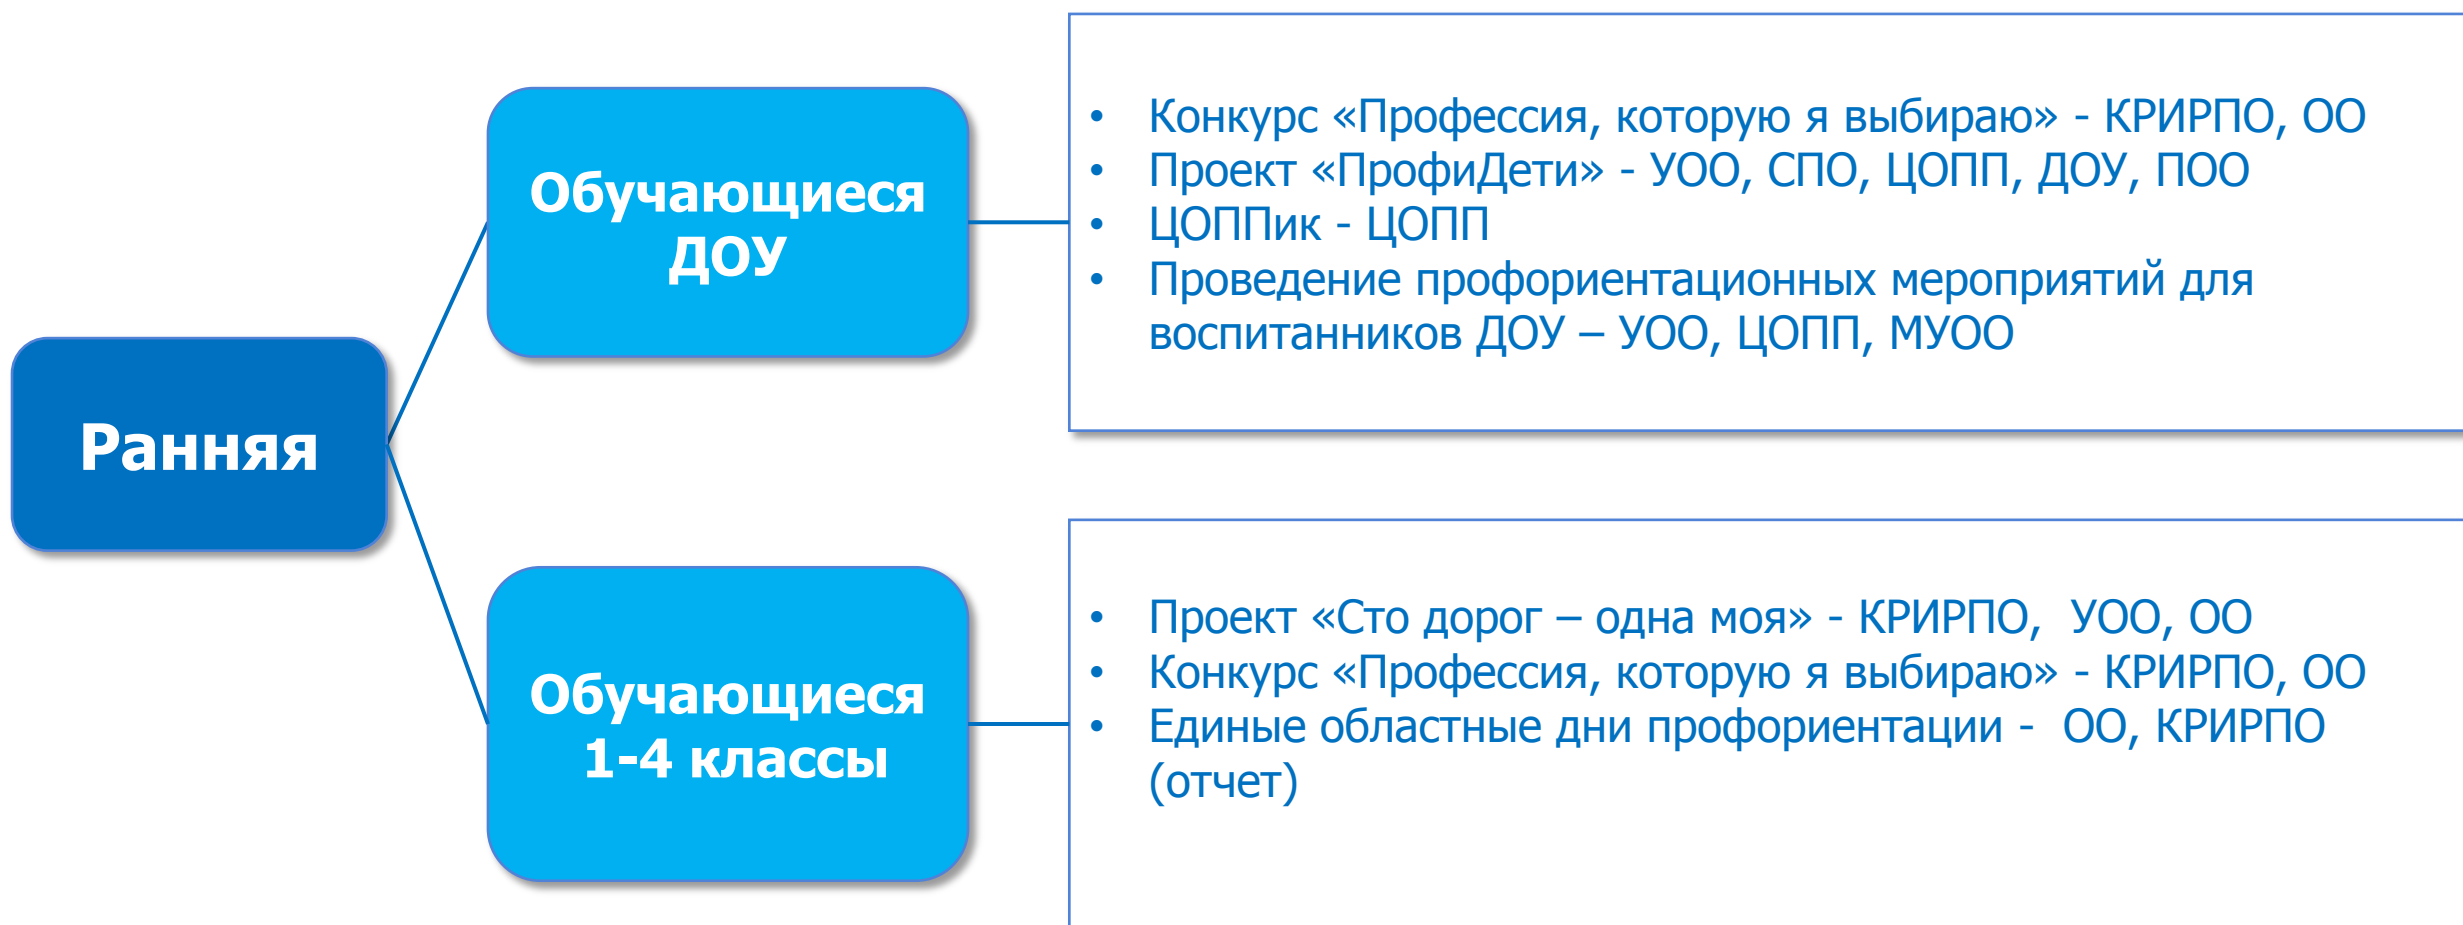 Ранняя
Обучающиеся
ДОУ
• Конкурс «Профессия, которую я выбираю» - КРИРПО, ОО
• Проект «ПрофиДети» - УОО, СПО, ЦОПП, ДОУ, ПОО
• ЦОППик - ЦОПП
• Проведение профориентационных мероприятий для
воспитанников ДОУ – УОО, ЦОПП, МУОО
Обучающиеся
1-4 классы
• Проект «Сто дорог – одна моя» - КРИРПО, УОО, ОО
• Конкурс «Профессия, которую я выбираю» - КРИРПО, ОО
• Единые областные дни профориентации - ОО, КРИРПО
(отчет)